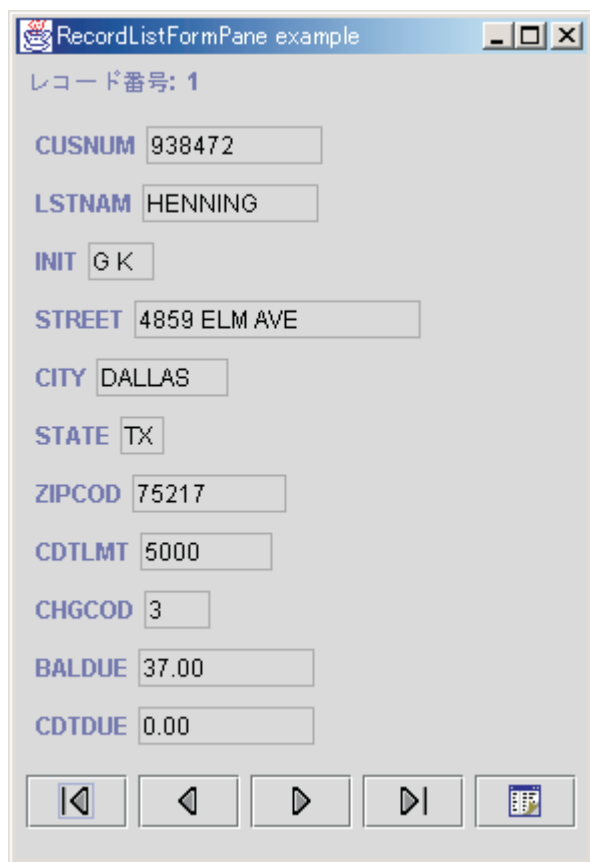 RecordListFormPane example
レコード番号: 1
CUSNUM 938472
LSTNAM HENNING
INIT G K
STREET 4859 ELM AVE
CITY DALLAS
STATE TX
ZIPCOD 75217
CDTLMT 5000
CHGCOD 3
BALDUE 37.00
CDTDUE 0.00